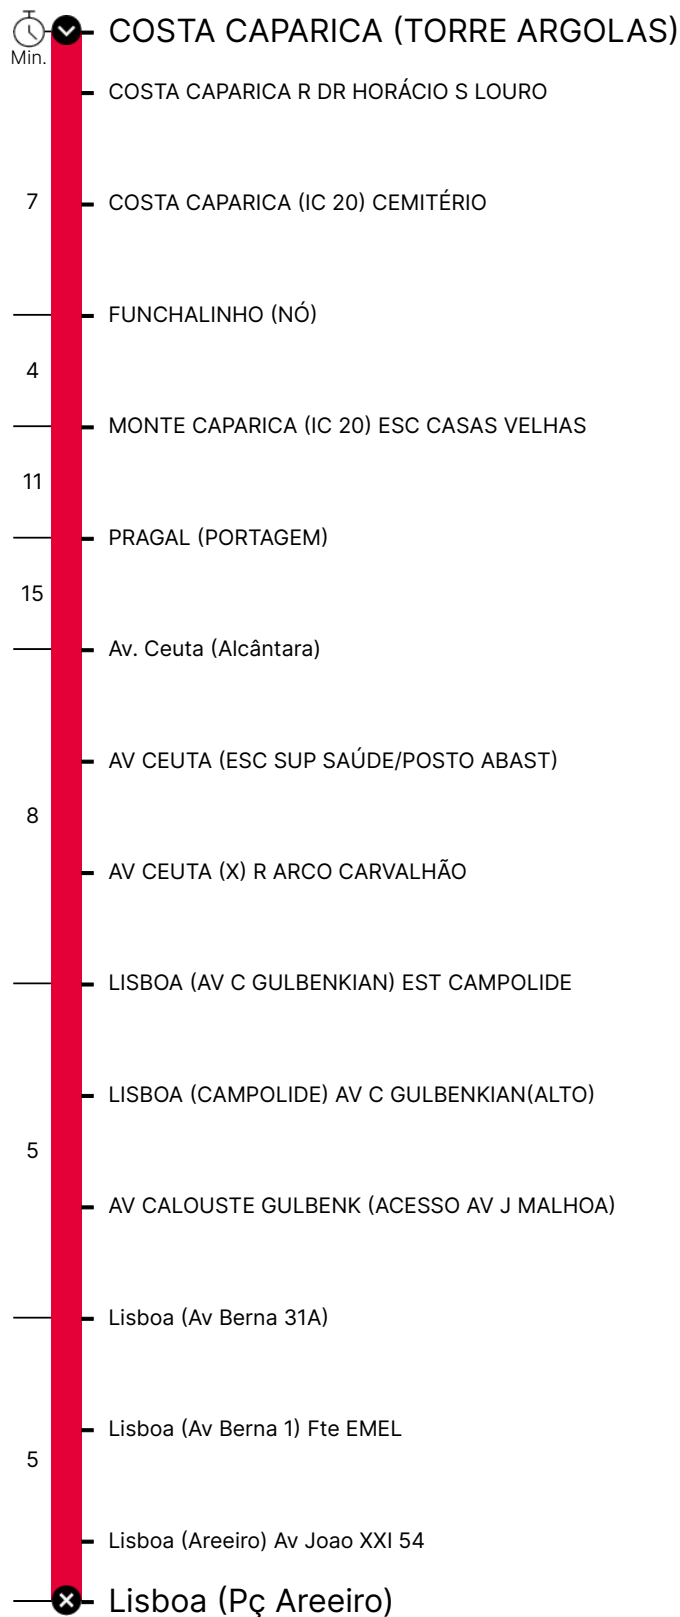 COSTA CAPARICA (TORRE ARGOLAS)
Min.
COSTA CAPARICA R DR HORÁCIO S LOURO
7
COSTA CAPARICA (IC 20) CEMITÉRIO
FUNCHALINHO (NÓ)
4
MONTE CAPARICA (IC 20) ESC CASAS VELHAS
11
PRAGAL (PORTAGEM)
15
Av. Ceuta (Alcântara)
AV CEUTA (ESC SUP SAÚDE/POSTO ABAST)
8
AV CEUTA (X) R ARCO CARVALHÃO
LISBOA (AV C GULBENKIAN) EST CAMPOLIDE
LISBOA (CAMPOLIDE) AV C GULBENKIAN(ALTO)
5
AV CALOUSTE GULBENK (ACESSO AV J MALHOA)
Lisboa (Av Berna 31A)
Lisboa (Av Berna 1) Fte EMEL
5
Lisboa (Areeiro) Av Joao XXI 54
Lisboa (Pç Areeiro)